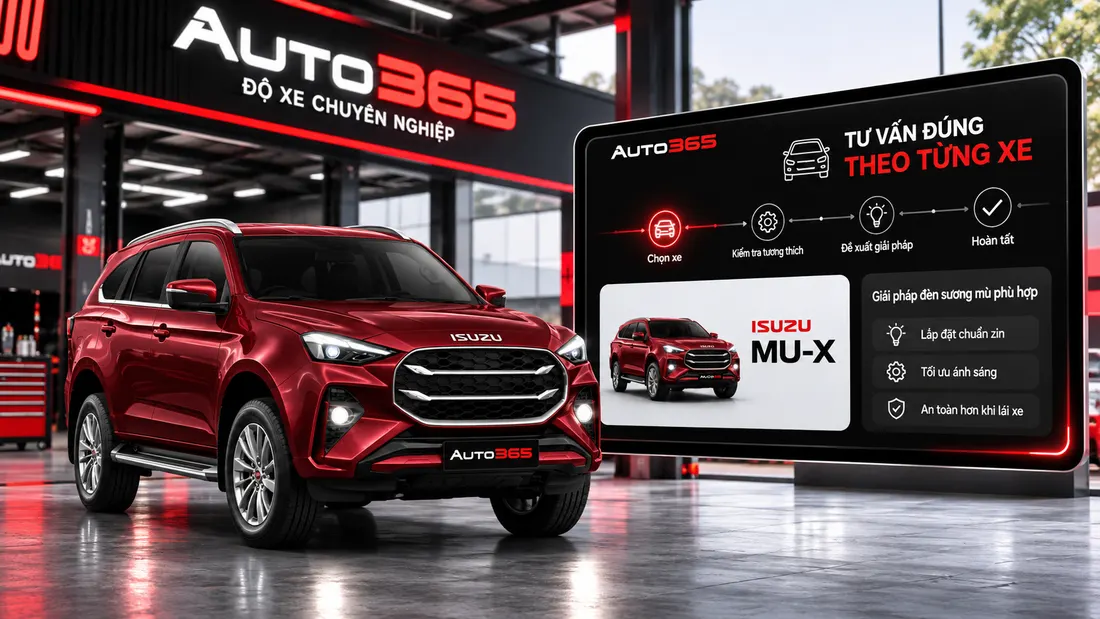 AUTO365
ĐỘ XE CHUYÊN NGHIỆP
AUTO365
TƯ VẤN ĐÚNG
THEO TỪNG XE
Chọn xe
Kiểm tra tương thích
Đề xuất giải pháp
Hoàn tất
ISUZU
MU-X
Giải pháp đèn sương mù phù hợp
Lắp đặt chuẩn zin
Tối ưu ánh sáng
An toàn hơn khi lái xe
ISUZU
AUTO365
AUTO36